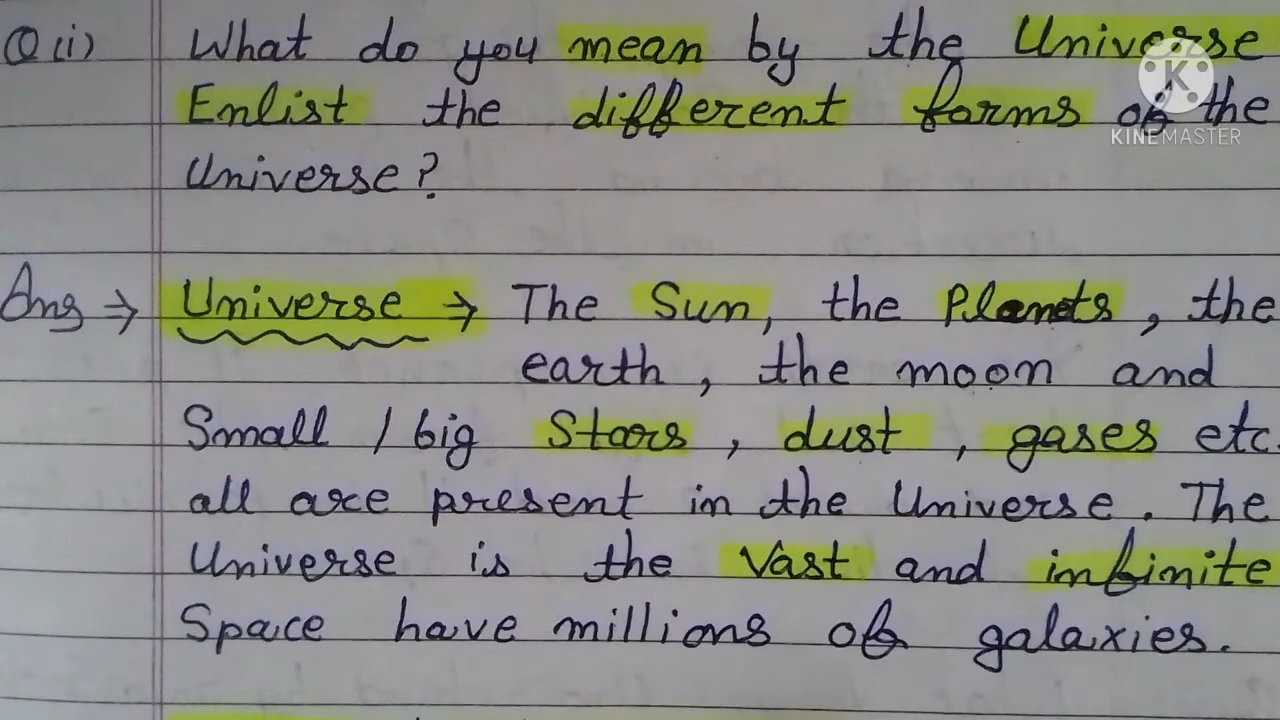 Q(i) What do you mean by the Universe
Enlist the different forms of the
Universe?
Ans → Universe → The Sun, the Planets, the
earth, the moon and
Small / big Stars, dust, gases etc.
all are present in the Universe. The
Universe is the Vast and infinite
Space have millions of galaxies.
K
KINEMASTER